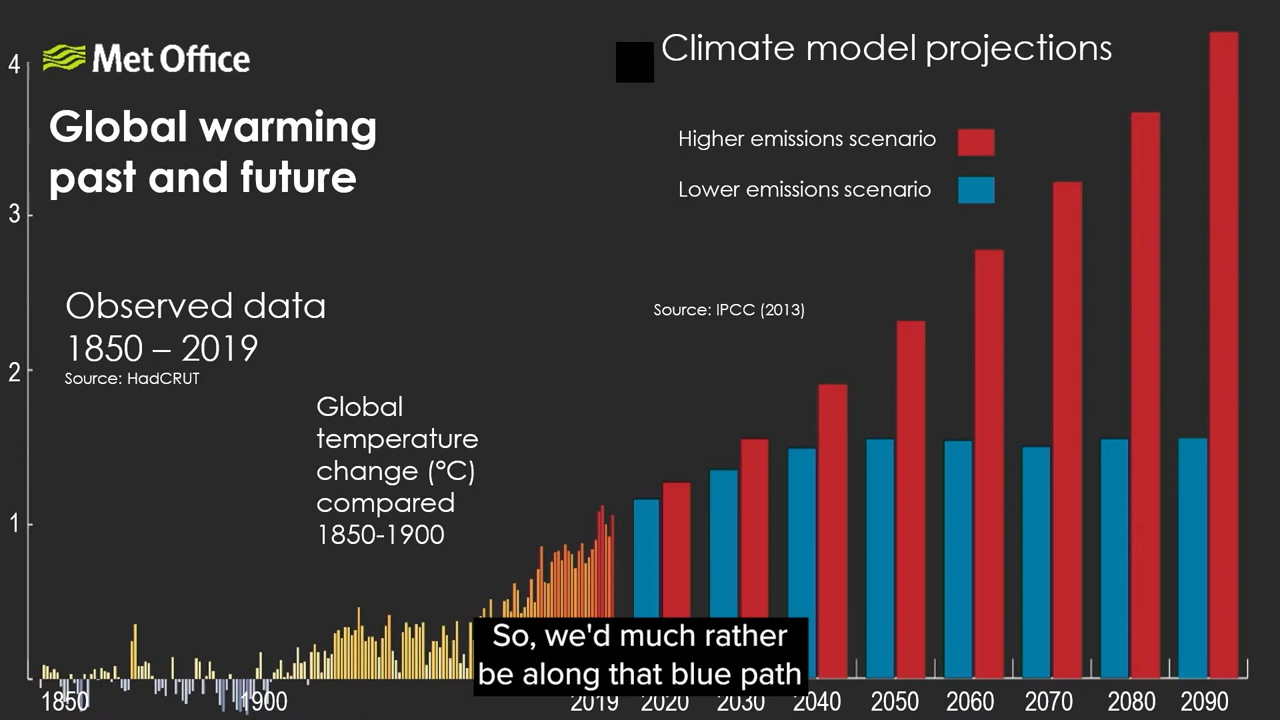 Met Office
Global warming
past and future
Climate model projections
Higher emissions scenario
Lower emissions scenario
Source: IPCC (2013)
Observed data
1850 – 2019
Source: HadCRUT
Global
temperature
change (°C)
compared
1850-1900
4
3
2
1
So, we'd much rather
be along that blue path
1850 1900 2019 2020 2030 2040 2050 2060 2070 2080 2090